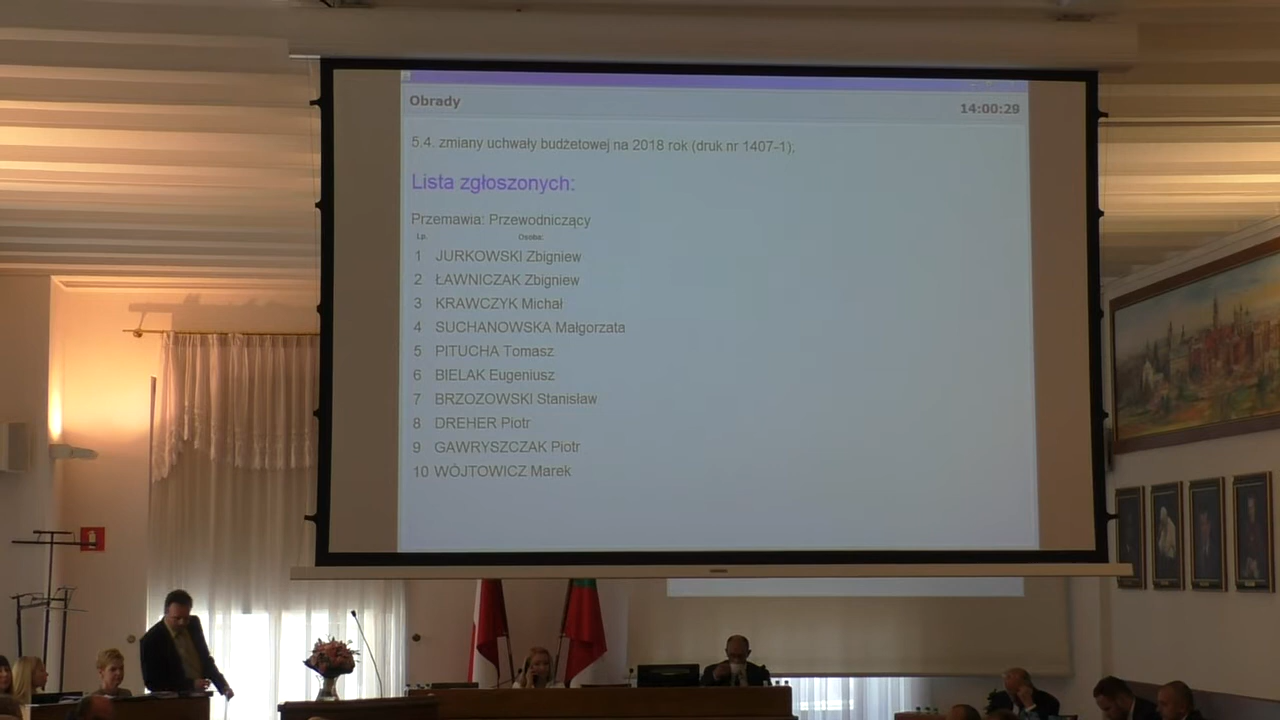 Obrady
14:00:29
5.4. zmiany uchwały budżetowej na 2018 rok (druk nr 1407-1);
Lista zgłoszonych:
Przemawia: Przewodniczący
Lp. Osoba:
1 JURKOWSKI Zbigniew
2 ŁAWNICZAK Zbigniew
3 KRAWCZYK Michał
4 SUCHANOWSKA Małgorzata
5 PITUCHA Tomasz
6 BIELAK Eugeniusz
7 BRZOZOWSKI Stanisław
8 DREHER Piotr
9 GAWRYSZCZAK Piotr
10 WÓJTOWICZ Marek